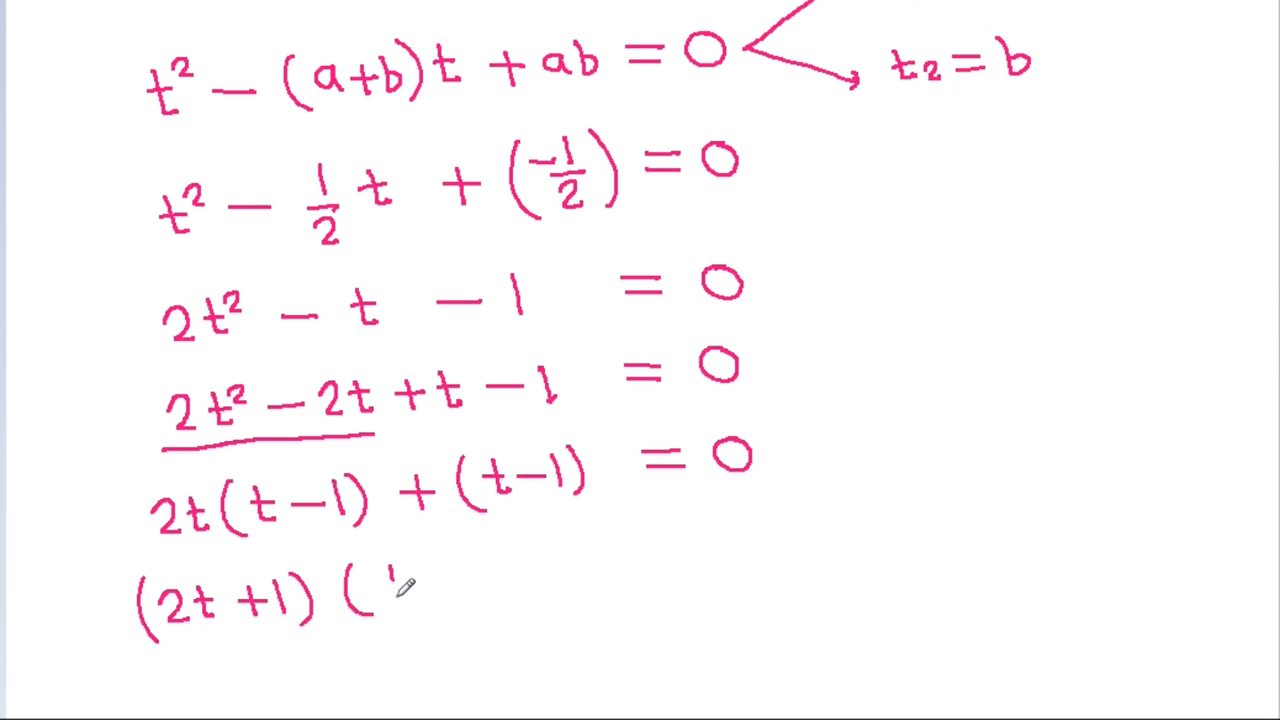 t² - (a+b)t + ab = 0
t₂ = b
t² - 1/2 t + (-1/2) = 0
2t² - t - 1 = 0
2t² - 2t + t - 1 = 0
2t(t-1) + (t-1) = 0
(2t+1) (